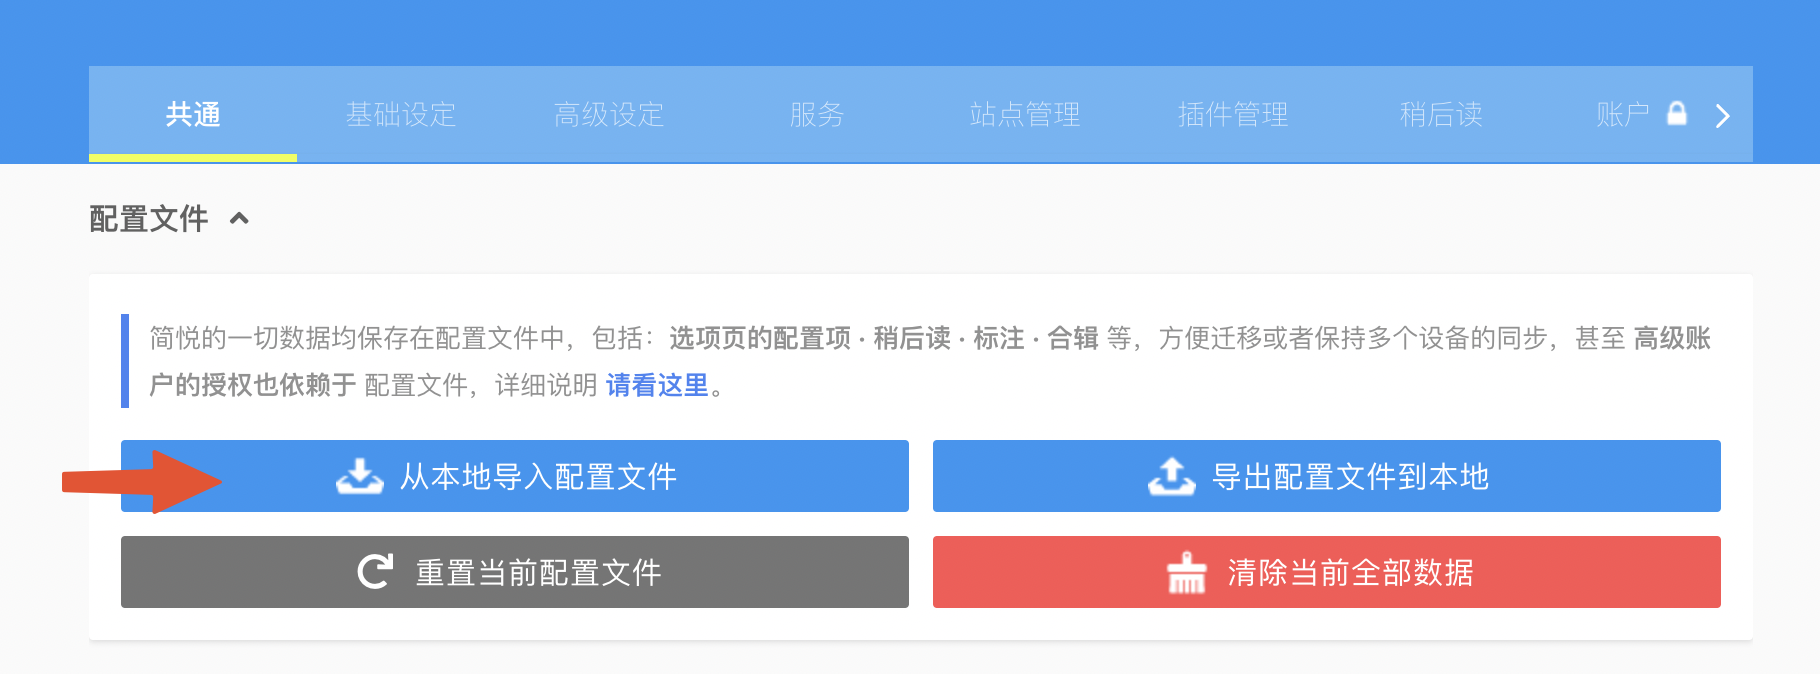 共通 基础设定 高级设定 服务 站点管理 插件管理 稍后读 账户
配置文件
简悦的一切数据均保存在配置文件中，包括：选项页的配置项 · 稍后读 · 标注 · 合辑 等，方便迁移或者保持多个设备的同步，甚至 高级账
户的授权也依赖于 配置文件，详细说明 请看这里。
从本地导入配置文件 导出配置文件到本地
重置当前配置文件 清除当前全部数据